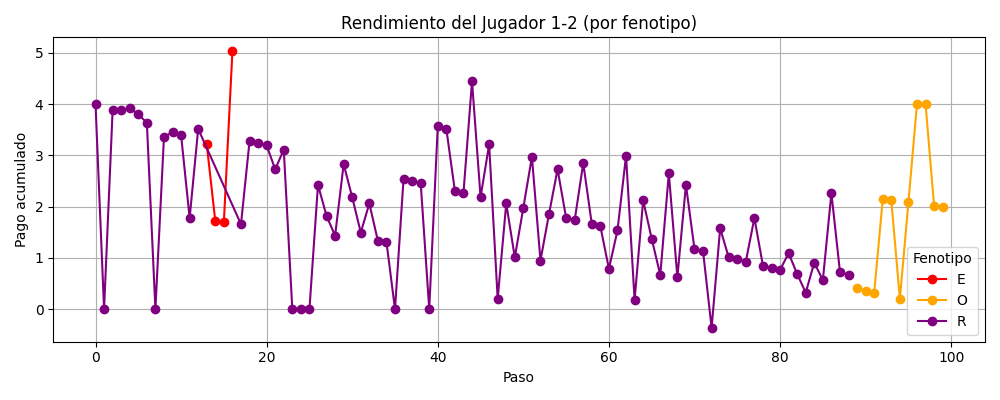 Rendimiento del Jugador 1-2 (por fenotipo)
Pago acumulado
5
4
3
2
1
0
0 20 40 60 80 100
Paso
Fenotipo
E
O
R